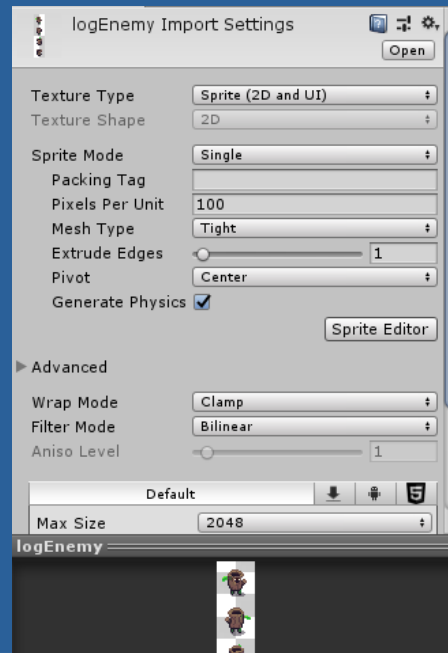 logEnemy Import Settings
Open
Texture Type Sprite (2D and UI)
Texture Shape 2D
Sprite Mode Single
Packing Tag
Pixels Per Unit 100
Mesh Type Tight
Extrude Edges 1
Pivot Center
Generate Physics
Sprite Editor
Advanced
Wrap Mode Clamp
Filter Mode Bilinear
Aniso Level 1
Default
Max Size 2048
logEnemy